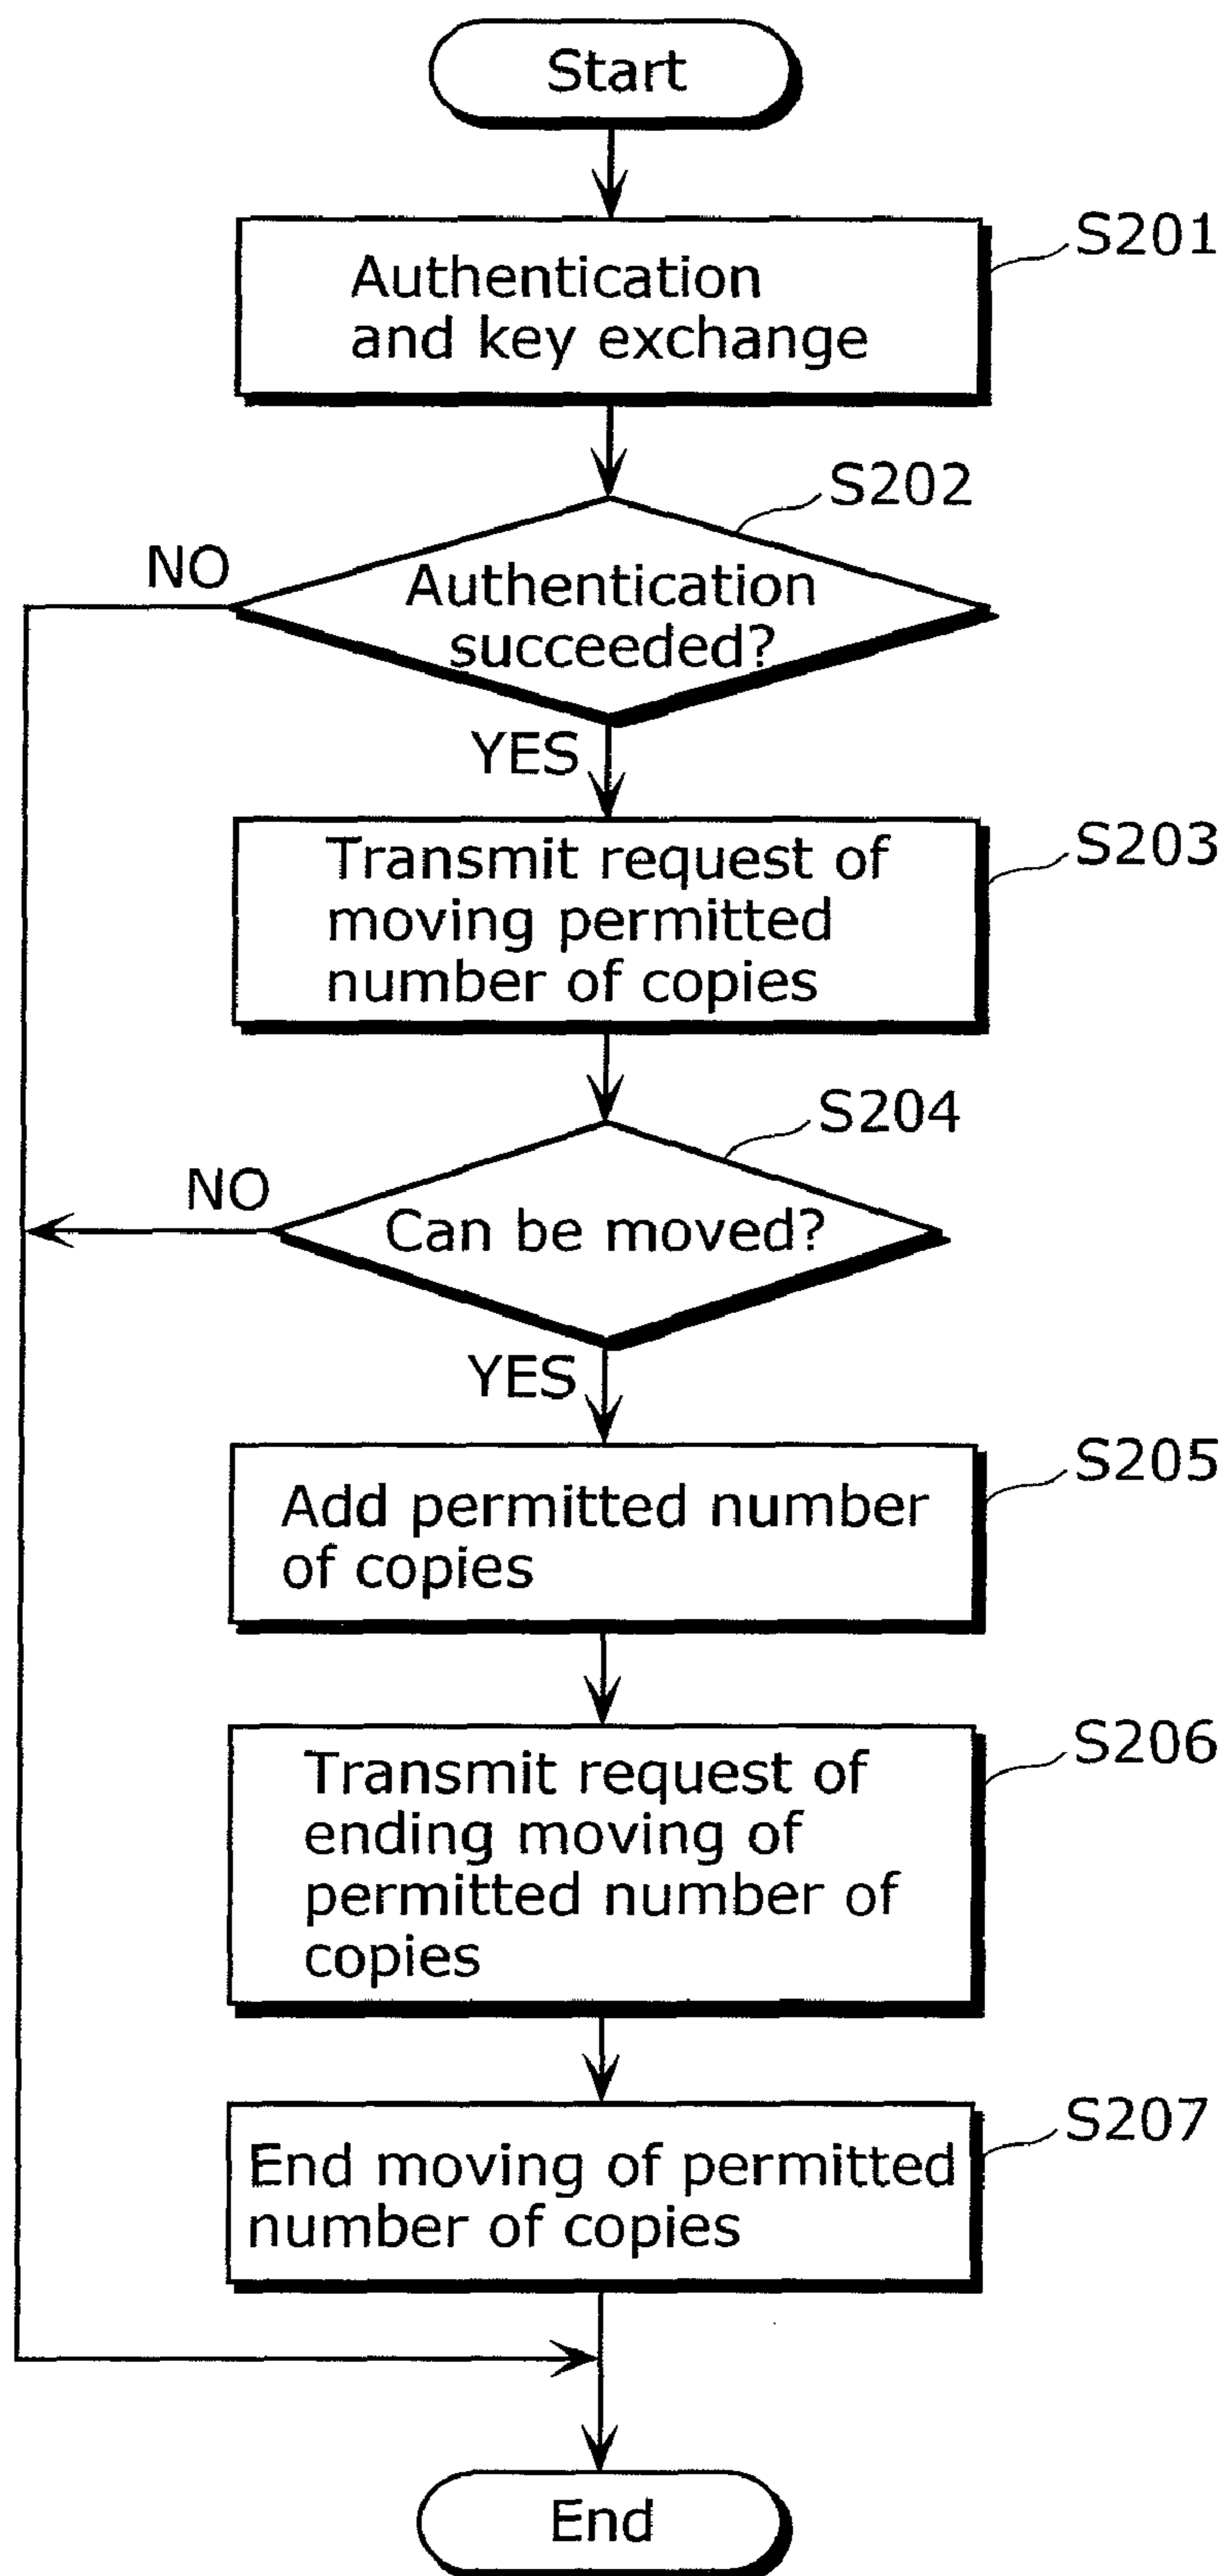 Start
S201
Authentication
and key exchange
S202
NO
Authentication
succeeded?
YES
S203
Transmit request of
moving permitted
number of copies
S204
NO
Can be moved?
YES
S205
Add permitted number
of copies
S206
Transmit request of
ending moving of
permitted number of
copies
S207
End moving of permitted
number of copies
End